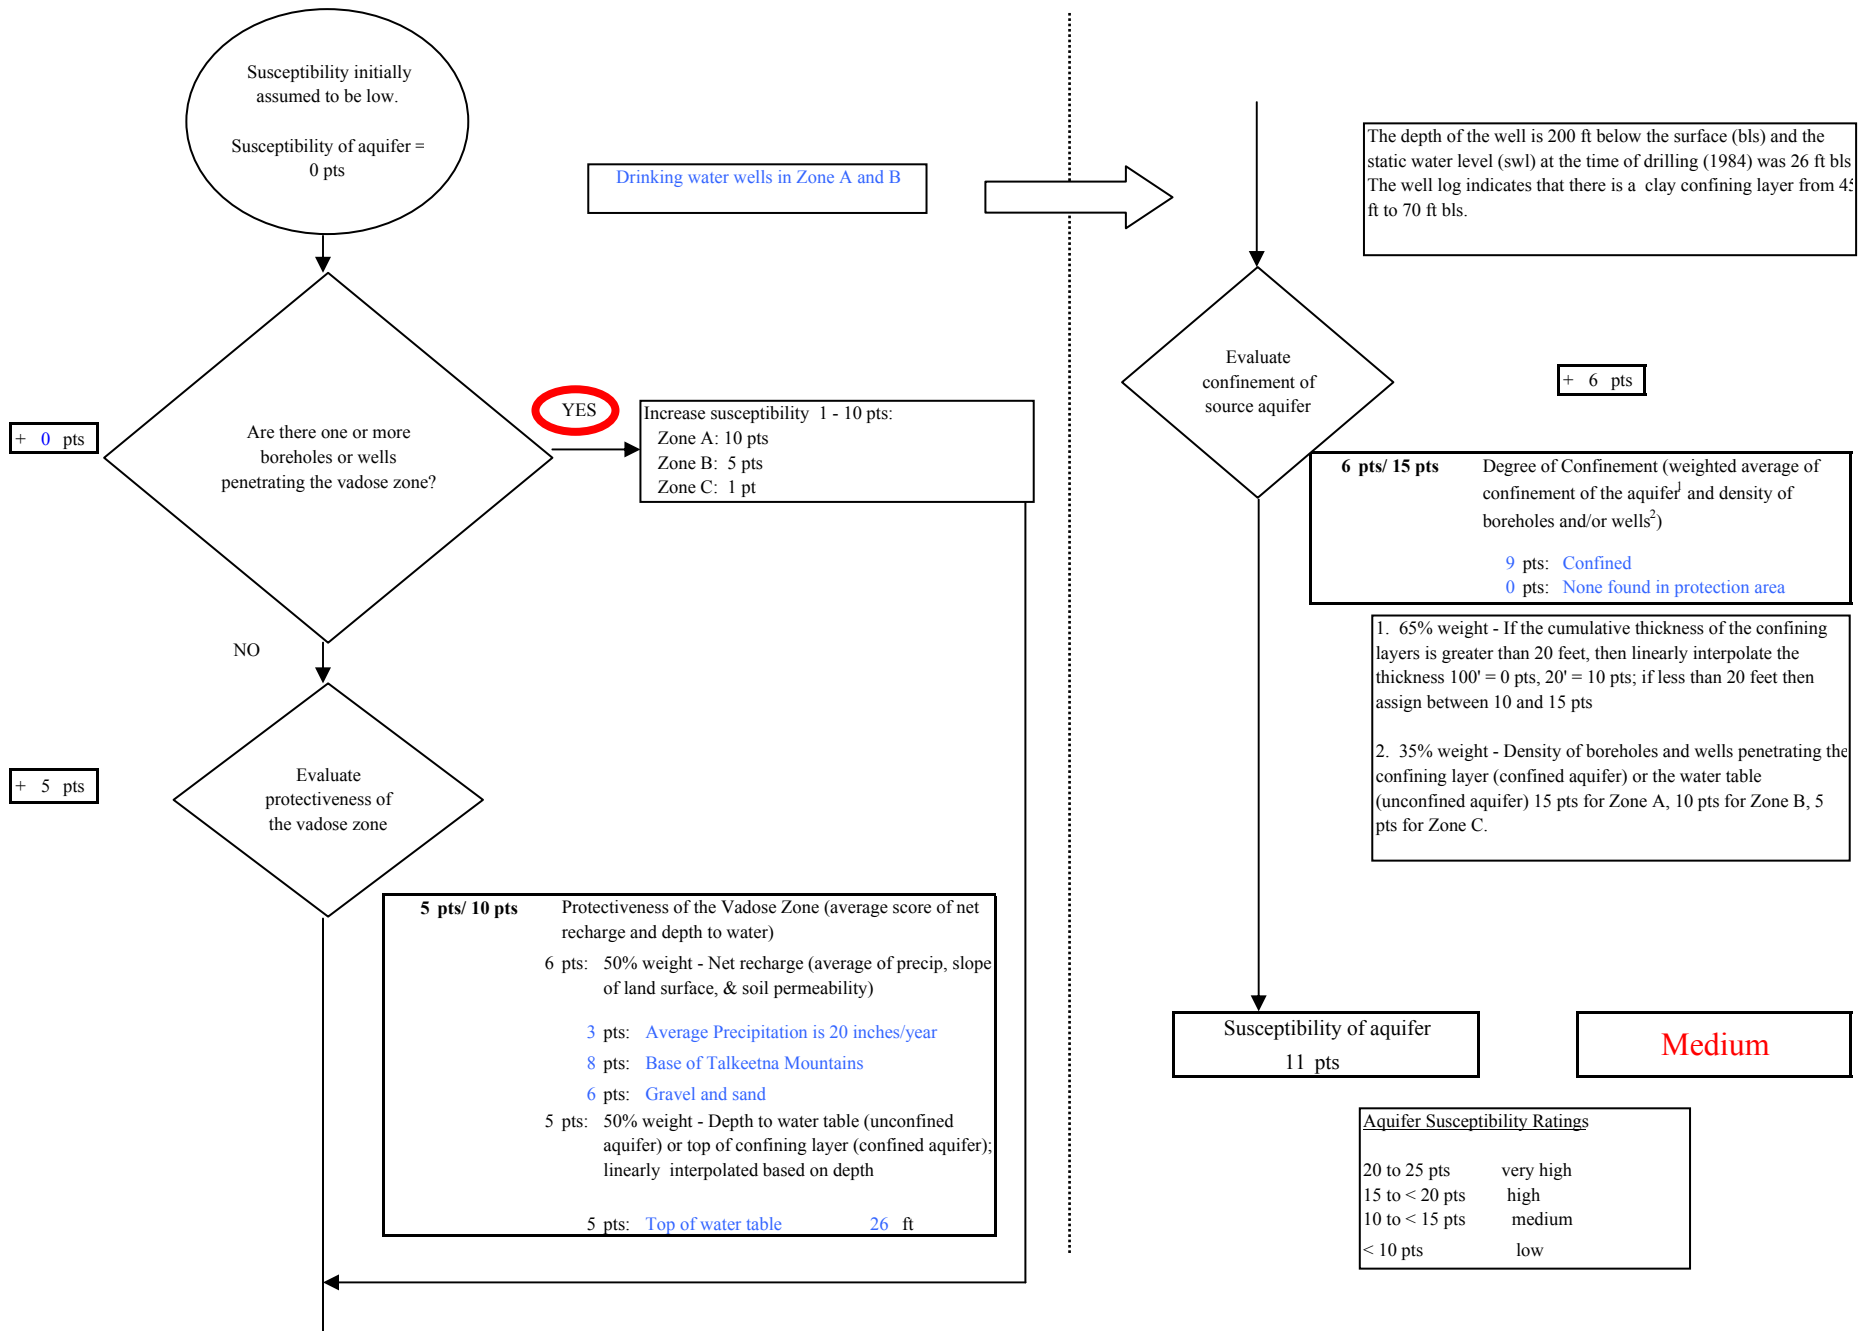 Susceptibility initially
assumed to be low.
Susceptibility of aquifer =
0 pts
Drinking water wells in Zone A and B
+ 0 pts
Are there one or more
boreholes or wells
penetrating the vadose zone?
YES
Increase susceptibility 1 - 10 pts:
Zone A: 10 pts
Zone B: 5 pts
Zone C: 1 pt
NO
+ 5 pts
Evaluate
protectiveness of
the vadose zone
5 pts/ 10 pts Protectiveness of the Vadose Zone (average score of net
recharge and depth to water)
6 pts: 50% weight - Net recharge (average of precip, slope
of land surface, & soil permeability)
3 pts: Average Precipitation is 20 inches/year
8 pts: Base of Talkeetna Mountains
6 pts: Gravel and sand
5 pts: 50% weight - Depth to water table (unconfined
aquifer) or top of confining layer (confined aquifer);
linearly interpolated based on depth
5 pts: Top of water table 26 ft
The depth of the well is 200 ft below the surface (bls) and the
static water level (swl) at the time of drilling (1984) was 26 ft bls
The well log indicates that there is a clay confining layer from
ft to 70 ft bls.
Evaluate
confinement of
source aquifer
+ 6 pts
6 pts/ 15 pts Degree of Confinement (weighted average of
confinement of the aquifer1 and density of
boreholes and/or wells2)
9 pts: Confined
0 pts: None found in protection area
1. 65% weight - If the cumulative thickness of the confining
layers is greater than 20 feet, then linearly interpolate the
thickness 100' = 0 pts, 20' = 10 pts; if less than 20 feet then
assign between 10 and 15 pts
2. 35% weight - Density of boreholes and wells penetrating the
confining layer (confined aquifer) or the water table
(unconfined aquifer) 15 pts for Zone A, 10 pts for Zone B, 5
pts for Zone C.
Susceptibility of aquifer
11 pts
Medium
Aquifer Susceptibility Ratings
20 to 25 pts very high
15 to < 20 pts high
10 to < 15 pts medium
< 10 pts low